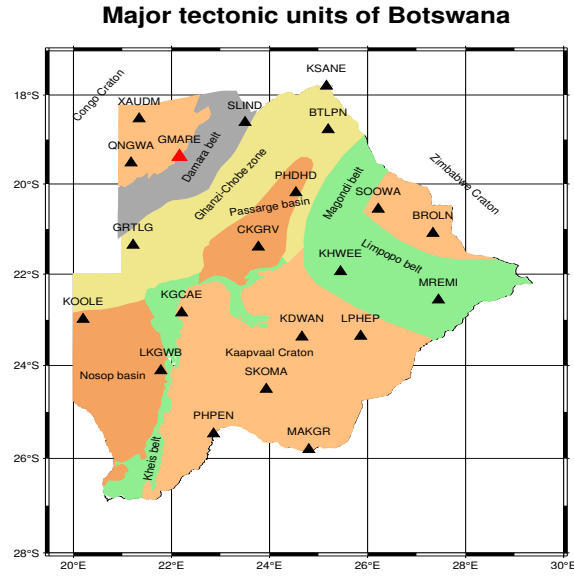 Major tectonic units of Botswana
KSANE
18°S
Congo Craton
XAUDM
SLIND
BTLPN
GMARE
QNGWA
Damara belt
Ghanzi-Chobe zone
Zimbabwe Craton
20°S
PHDHD
Magondi belt
SOOWA
Passarge basin
BROLN
GRTLG
CKGRV
Limpopo belt
KHWEE
22°S
MREMI
KGCAE
KOOLE
KDWAN
LPHEP
LKGWB
Kaapvaal Craton
24°S
Nosop basin
SKOMA
PHPEN
MAKGR
Kheis belt
26°S
28°S
20°E
22°E
24°E
26°E
28°E
30°E